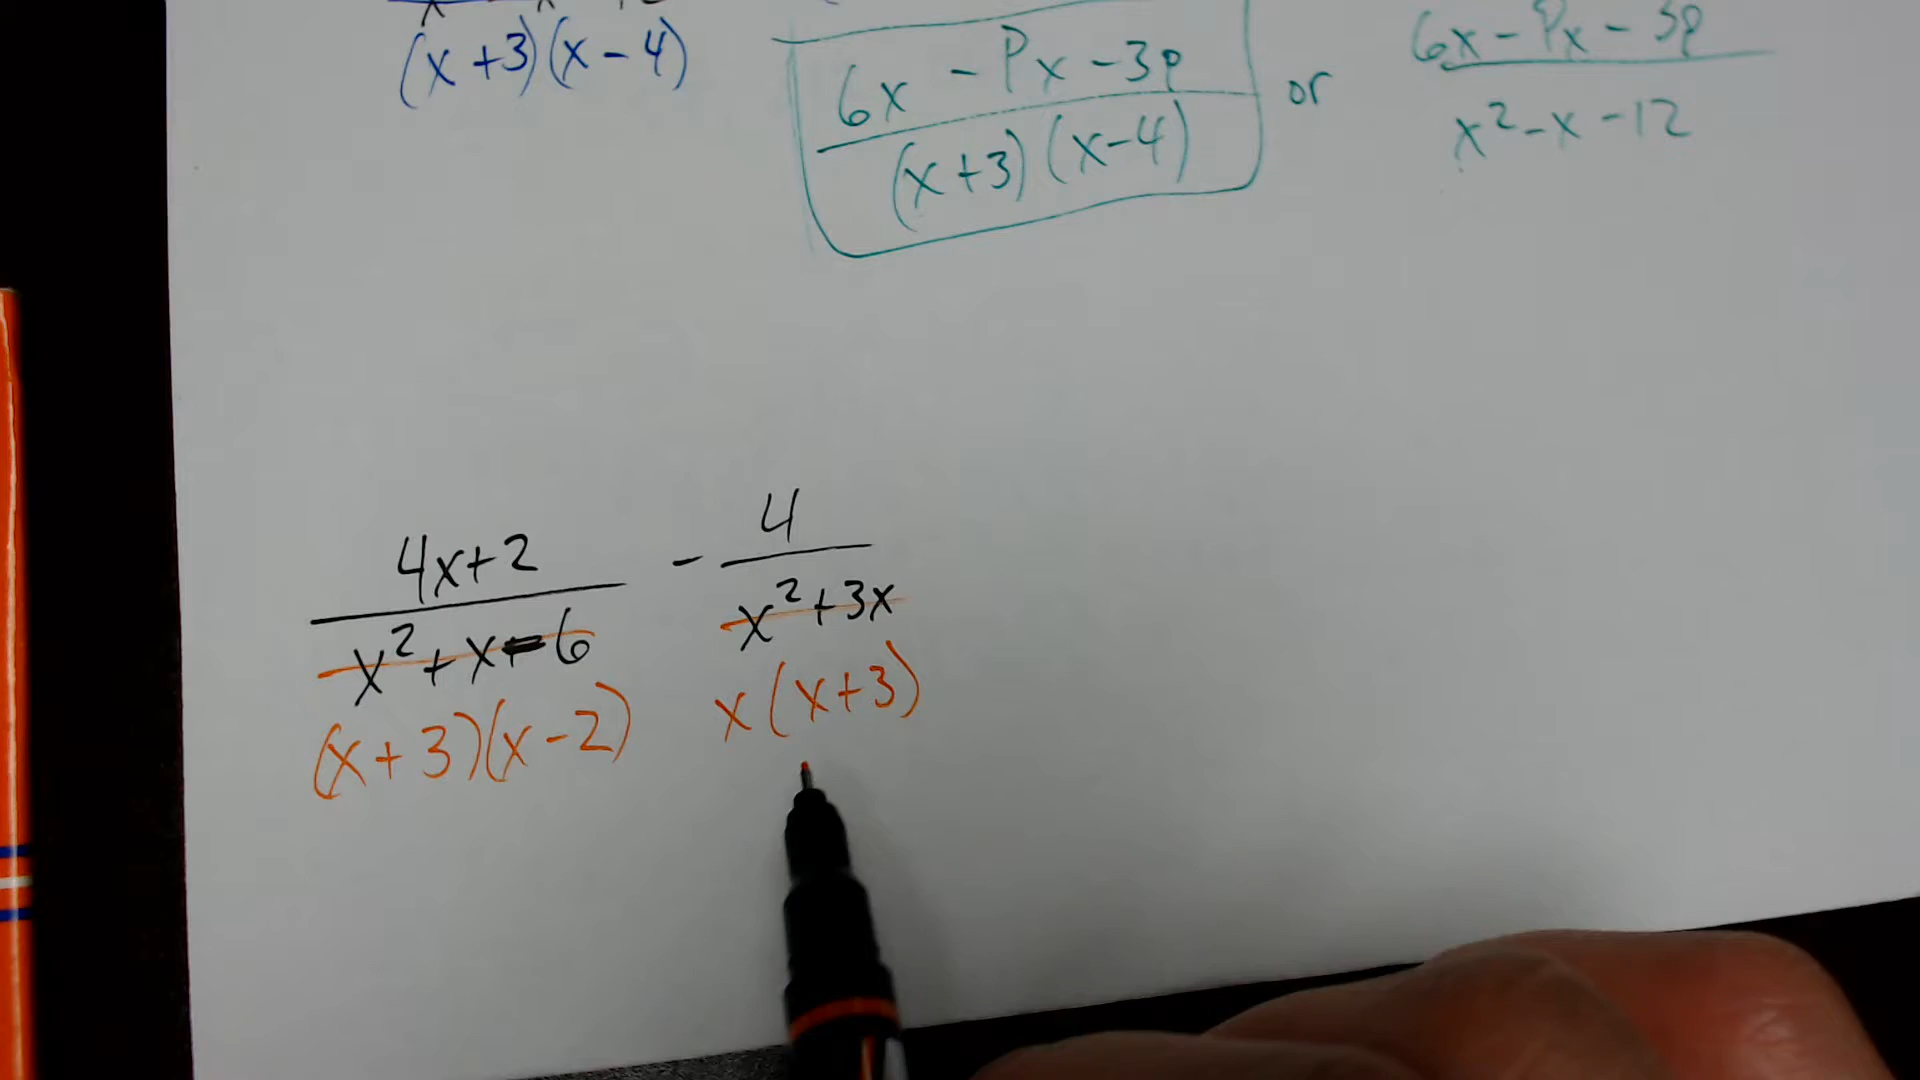 (x+3)(x-4)
6x - Px - 3p
(x+3)(x-4)
or
6x - Px - 3p
x² - x - 12
4x+2
x²+x-6
-
4
x²+3x
(x+3)(x-2)
x(x+3)